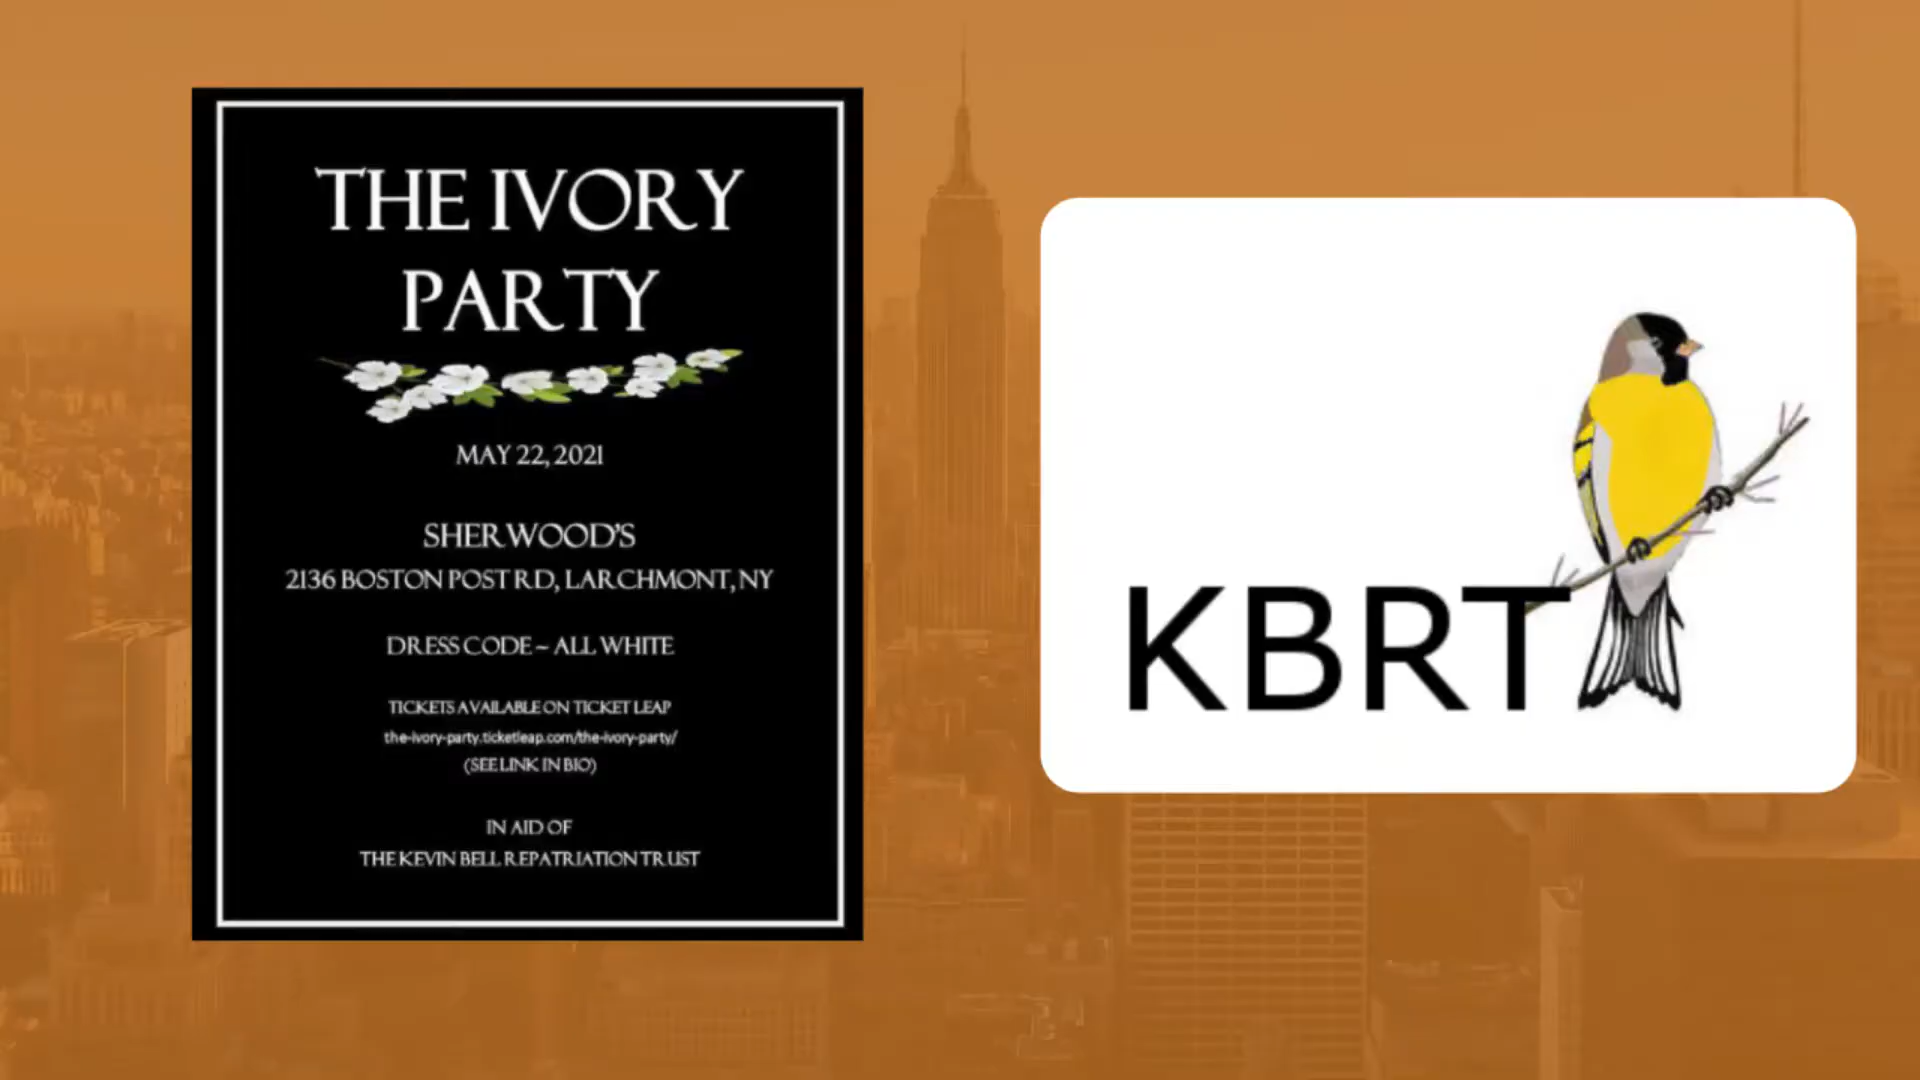 THE IVORY
PARTY
MAY 22, 2021
SHERWOOD'S
2136 BOSTON POST RD, LARCHMONT, NY
DRESS CODE ~ ALL WHITE
TICKETS AVAILABLE ON TICKET LEAP
the-ivory-party.ticketleap.com/the-ivory-party/
(SEE LINK IN BIO)
IN AID OF
THE KEVIN BELL REPATRIATION TRUST
KBRT